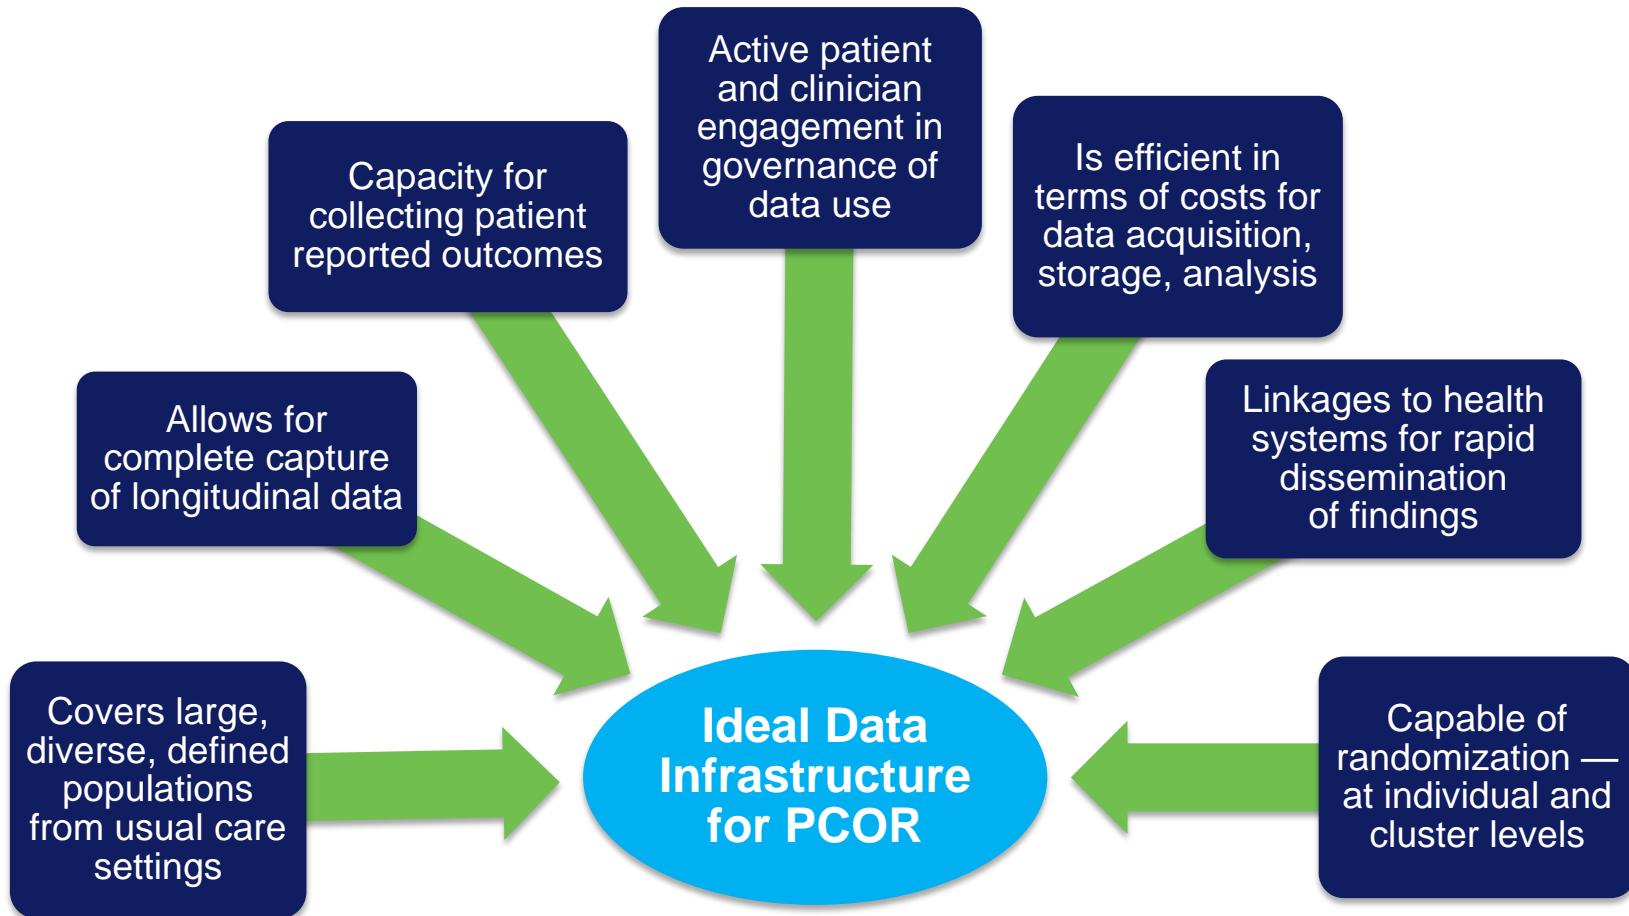 Active patient
and clinician
engagement in
governance of
data use
Capacity for
collecting patient
reported outcomes
Is efficient in
terms of costs for
data acquisition,
storage, analysis
Allows for
complete capture
of longitudinal data
Linkages to health
systems for rapid
dissemination
of findings
Covers large,
diverse, defined
populations
from usual care
settings
Ideal Data
Infrastructure
for PCOR
Capable of
randomization —
at individual and
cluster levels